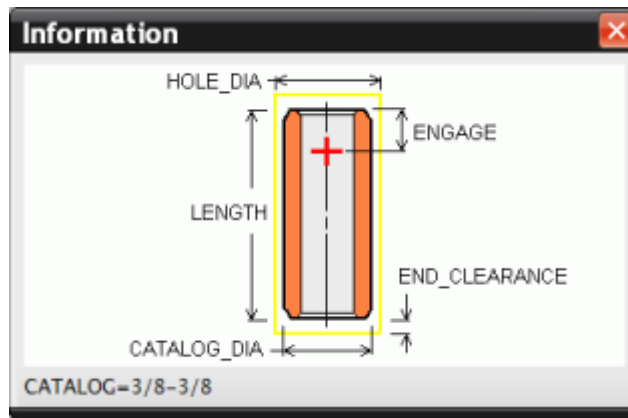 Information
HOLE_DIA
ENGAGE
LENGTH
END_CLEARANCE
CATALOG_DIA
CATALOG=3/8-3/8